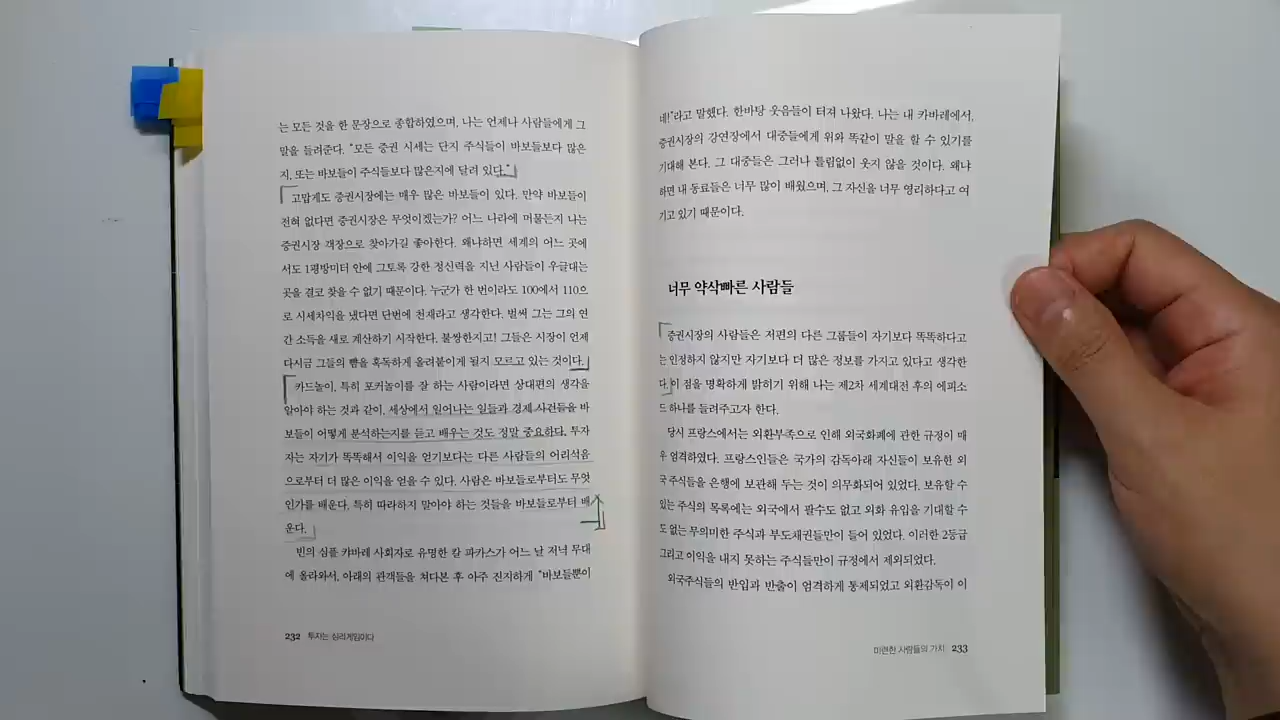 는 모든 것을 한 문장으로 종합하였으며, 나는 언제나 사람들에게 그
말을 들려준다. "모든 증권 시세는 단지 주식들이 바보들보다 많은
지, 또는 바보들이 주식들보다 많은지에 달려 있다."
고맙게도 증권시장에는 매우 많은 바보들이 있다. 만약 바보들이
전혀 없다면 증권시장은 무엇이겠는가? 어느 나라에 머물든지 나는
증권시장 객장으로 찾아가길 좋아한다. 왜냐하면 세계의 어느 곳에
서도 1평방미터 안에 그토록 강한 정신력을 지닌 사람들이 우글대는
곳을 결코 찾을 수 없기 때문이다. 누군가 한 번이라도 100에서 110으
로 시세차익을 냈다면 단번에 천재라고 생각한다. 벌써 그는 그의 연
간 소득을 새로 계산하기 시작한다. 불쌍한지고! 그들은 시장이 언제
다시금 그들의 뺨을 혹독하게 올려붙이게 될지 모르고 있는 것이다.
카드놀이, 특히 포커놀이를 잘 하는 사람이라면 상대편의 생각을
알아야 하는 것과 같이, 세상에서 일어나는 일들과 경제 사건들을 바
보들이 어떻게 분석하는지를 듣고 배우는 것도 정말 중요하다. 투자
자는 자기가 똑똑해서 이익을 얻기보다는 다른 사람들의 어리석음
으로부터 더 많은 이익을 얻을 수 있다. 사람은 바보들로부터도 무엇
인가를 배운다. 특히 따라하지 말아야 하는 것들을 바보들로부터 배
운다.
빈의 심플 캬바레 사회자로 유명한 칼 파카스가 어느 날 저녁 무대
에 올라와서, 아래의 관객들을 쳐다본 후 아주 진지하게 "바보들뿐이
232 투자는 심리게임이다
네!"라고 말했다. 한바탕 웃음들이 터져 나왔다. 나는 내 카바레에서,
증권시장의 강연장에서 대중들에게 위와 똑같이 말을 할 수 있기를
기대해 본다. 그 대중들은 그러나 틀림없이 웃지 않을 것이다. 왜냐
하면 내 동료들은 너무 많이 배웠으며, 그 자신을 너무 영리하다고 여
기고 있기 때문이다.
너무 약삭빠른 사람들
증권시장의 사람들은 저편의 다른 그룹들이 자기보다 똑똑하다고
는 인정하지 않지만 자기보다 더 많은 정보를 가지고 있다고 생각한
다. 이 점을 명확하게 밝히기 위해 나는 제2차 세계대전 후의 에피소
드 하나를 들려주고자 한다.
당시 프랑스에서는 외환부족으로 인해 외국화폐에 관한 규정이 매
우 엄격하였다. 프랑스인들은 국가의 감독아래 자신들이 보유한 외
국 주식들을 은행에 보관해 두는 것이 의무화되어 있었다. 보유할 수
있는 주식의 목록에는 외국에서 팔수도 없고 외화 유입을 기대할 수
도 없는 무의미한 주식과 부도채권들만이 들어 있었다. 이러한 2등급
그리고 이익을 내지 못하는 주식들만이 규정에서 제외되었다.
외국주식들의 반입과 반출이 엄격하게 통제되었고 외환감독이 이
미련한 사람들의 가치 233